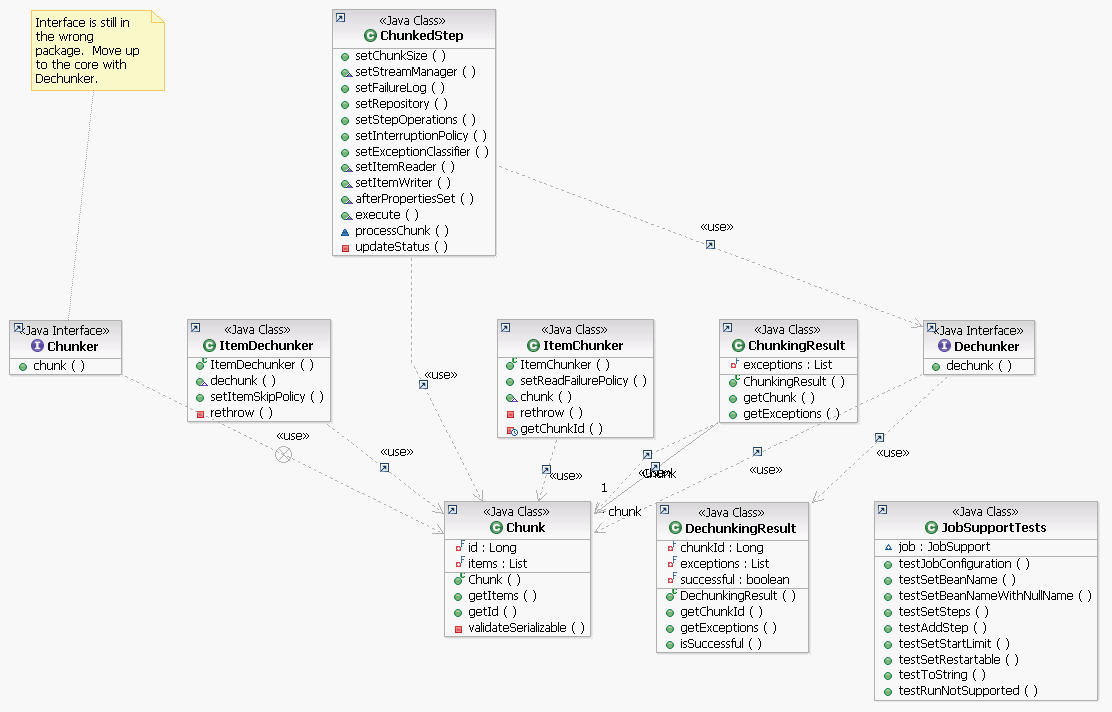 Interface is still in
the wrong
package. Move up
to the core with
Dechunker.
«Java Class»
ChunkedStep
setChunkSize ( )
setStreamManager ( )
setFailureLog ( )
setRepository ( )
setStepOperations ( )
setInterruptionPolicy ( )
setExceptionClassifier ( )
setItemReader ( )
setItemWriter ( )
afterPropertiesSet ( )
execute ( )
processChunk ( )
updateStatus ( )
«use»
«Java Interface»
Chunker
chunk ( )
«Java Class»
ItemDechunker
ItemDechunker ( )
dechunk ( )
setItemSkipPolicy ( )
rethrow ( )
«Java Class»
ItemChunker
ItemChunker ( )
setReadFailurePolicy ( )
chunk ( )
rethrow ( )
getChunkId ( )
«Java Class»
ChunkingResult
exceptions : List
ChunkingResult ( )
getChunk ( )
getExceptions ( )
«Java Interface»
Dechunker
dechunk ( )
«use»
«use»
«use»
«use»
«use»
«use»
Chunk
1
chunk
«use»
«Java Class»
Chunk
id : Long
items : List
Chunk ( )
getItems ( )
getId ( )
validateSerializable ( )
«Java Class»
DechunkingResult
chunkId : Long
exceptions : List
successful : boolean
DechunkingResult ( )
getChunkId ( )
getExceptions ( )
isSuccessful ( )
«Java Class»
JobSupportTests
job : JobSupport
testJobConfiguration ( )
testSetBeanName ( )
testSetBeanNameWithNullName ( )
testSetSteps ( )
testAddStep ( )
testSetStartLimit ( )
testSetRestartable ( )
testToString ( )
testRunNotSupported ( )